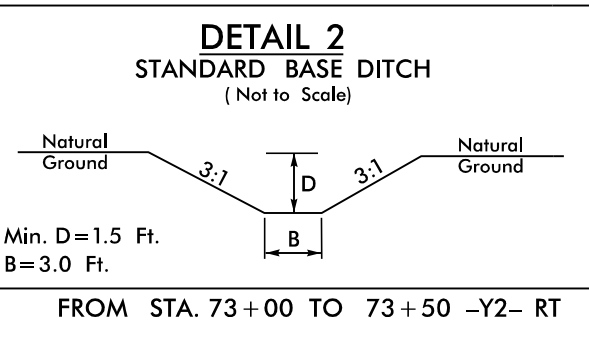 DETAIL 2
STANDARD BASE DITCH
( Not to Scale)
Natural
Ground
3:1
D
3:1
Natural
Ground
Min. D=1.5 Ft.
B
B=3.0 Ft.
FROM STA. 73+00 TO 73+50 –Y2– RT